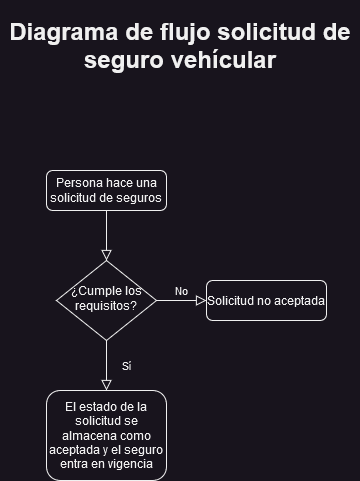 Diagrama de flujo solicitud de
seguro vehícular
Persona hace una
solicitud de seguros
¿Cumple los
requisitos?
No
Solicitud no aceptada
Sí
El estado de la
solicitud se
almacena como
aceptada y el seguro
entra en vigencia